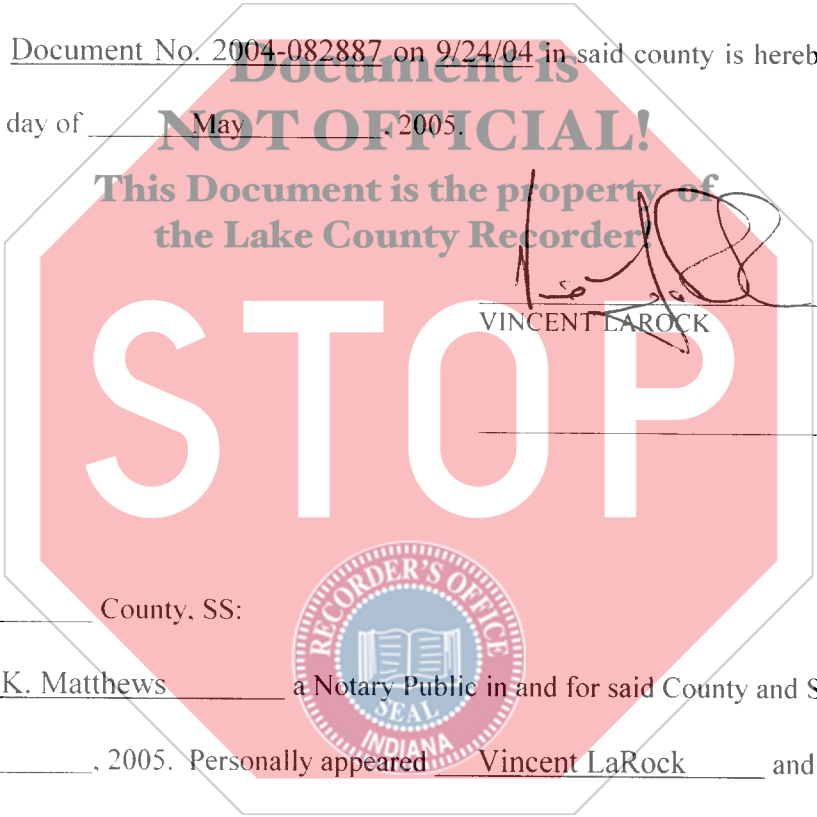 Document No. 2004-082887 on 9/24/04 in said county is hereb
Document is
day of May, 2005.
NOT OFFICIAL!
This Document is the property of
the Lake County Recorder!
VINCENT LAROCK
STOP
RECORDER'S OFFICE
County, SS:
K. Matthews a Notary Public in and for said County and S
SEAL
INDIANA
, 2005. Personally appeared Vincent LaRock and